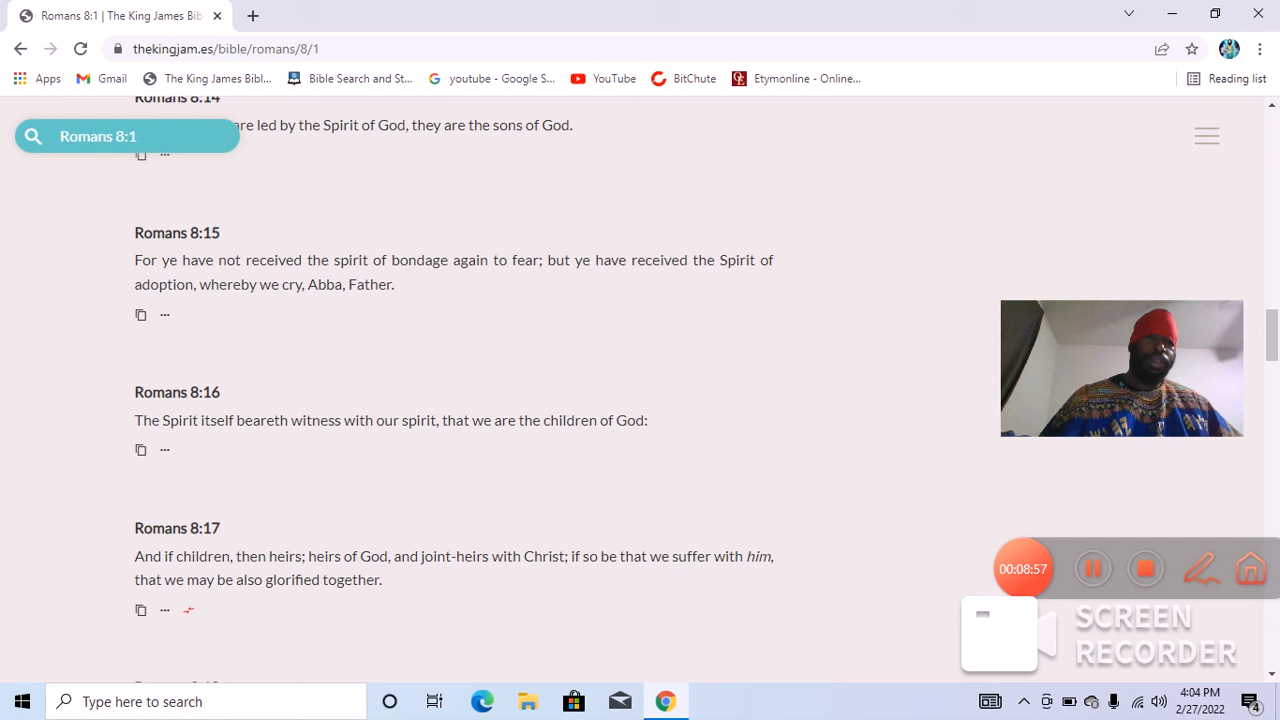 Romans 8:1 | The King James Bib
thekingjam.es/bible/romans/8/1
Apps Gmail The King James Bibl... Bible Search and St... youtube - Google S... YouTube BitChute Etymonline - Online... Reading list
Romans 8:14
Romans 8:1
are led by the Spirit of God, they are the sons of God.
Romans 8:15
For ye have not received the spirit of bondage again to fear; but ye have received the Spirit of
adoption, whereby we cry, Abba, Father.
Romans 8:16
The Spirit itself beareth witness with our spirit, that we are the children of God:
Romans 8:17
And if children, then heirs; heirs of God, and joint-heirs with Christ; if so be that we suffer with him,
that we may be also glorified together.
00:08:57
SCREEN
RECORDER
Type here to search
4:04 PM
2/27/2022
4